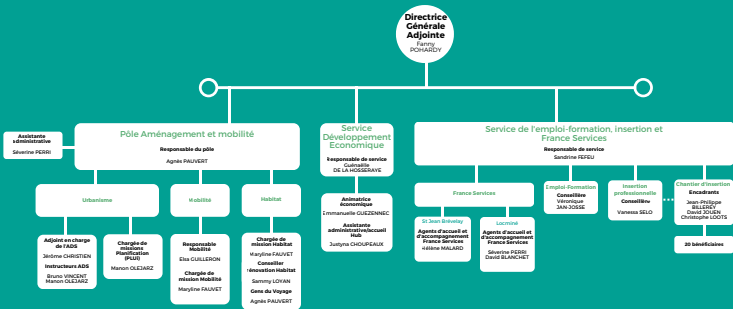 Directrice
Générale
Adjointe
Fanny
POHARDY
Assistante
administrative
Séverine PERRI
Pôle Aménagement et mobilité
Responsable du pôle
Agnès PAUVERT
Urbanisme
Adjoint en charge
de l'ADS
Jérôme CHRISTIEN
Instructeurs ADS
Bruno VINCENT
Manon OLEJARZ
Chargée de
missions
Planification
(PLUi)
Manon OLEJARZ
Mobilité
Responsable
Mobilité
Elsa GUILLERON
Chargée de
mission Mobilité
Maryline FAUVET
Habitat
Chargée de
mission Habitat
Maryline FAUVET
Conseiller
rénovation Habitat
Sammy LOYAN
Gens du Voyage
Agnès PAUVERT
Service
Développement
Economique
Responsable de service
Guénaëlle
DE LA HOSSERAYE
Animatrice
économique
Emmanuelle GUEZENNEC
Assistante
administrative/accueil
Hub
Justyna CHOUPEAUX
Service de l'emploi-formation, insertion et
France Services
Responsable de service
Sandrine FEFEU
France Services
St Jean Brévelay
Agents d'accueil et
d'accompagnement
France Services
Hélène MALARD
Locminé
Agents d'accueil et
d'accompagnement
France Services
Séverine PERRI
David BLANCHET
Emploi-Formation
Conseillère
Véronique
JAN-JOSSE
Insertion
professionnelle
Conseillère
Vanessa SELO
Chantier d'insertion
Encadrants
Jean-Philippe
BILLEREY
David JOUEN
Christophe LOOTS
20 bénéficiaires